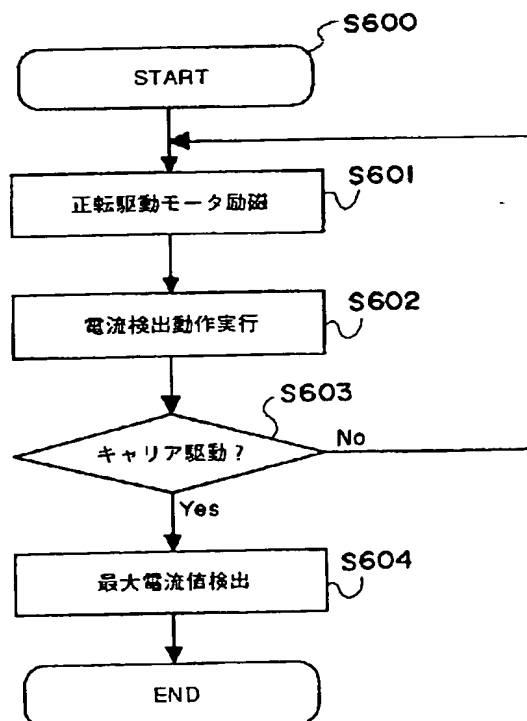 S600
START
S601
正転駆動モータ励磁
S602
電流検出動作実行
S603
キャリア駆動?
No
Yes
S604
最大電流値検出
END